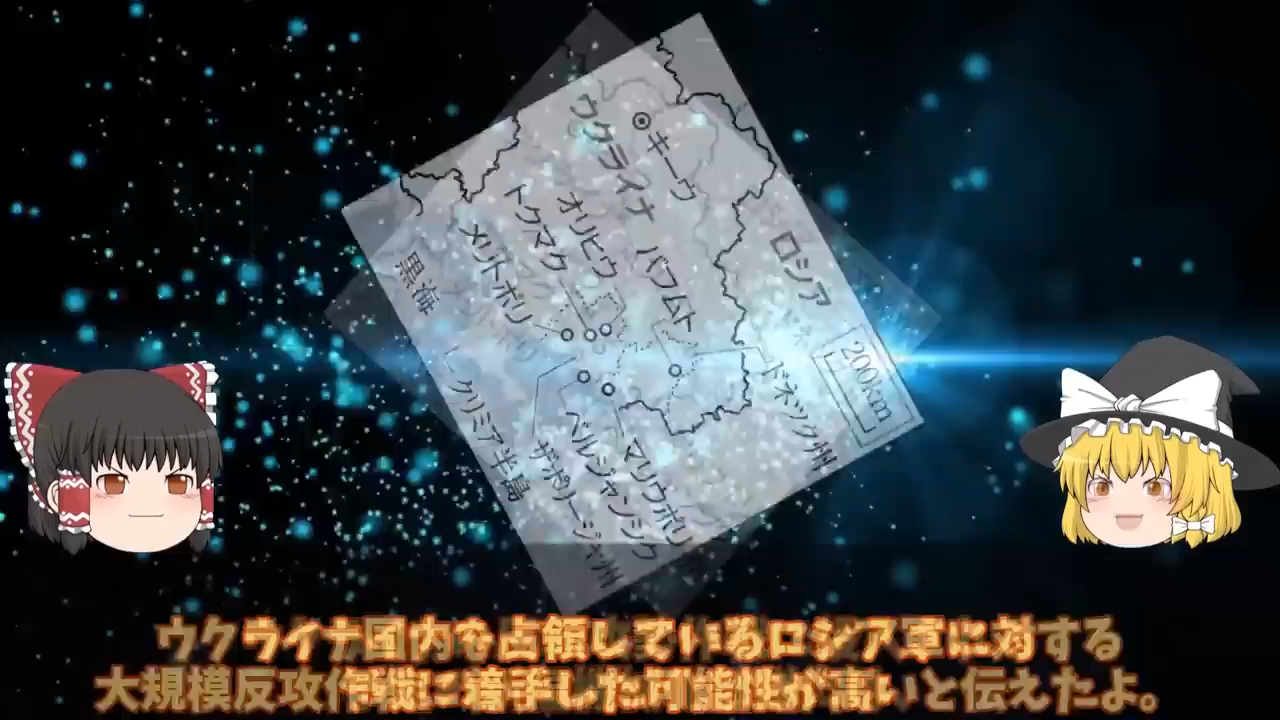 キーウ
ウクライナ
オリヒウ
トクマク
メリトポリ
バフムト
ロシア
黒海
200km
ドネツク州
マリウポリ
ベルジャンシク
ザポリージャ州
クリミア半島
ウクライナ国内を占領しているロシア軍に対する
大規模反攻作戦に着手した可能性が高いと伝えたよ。